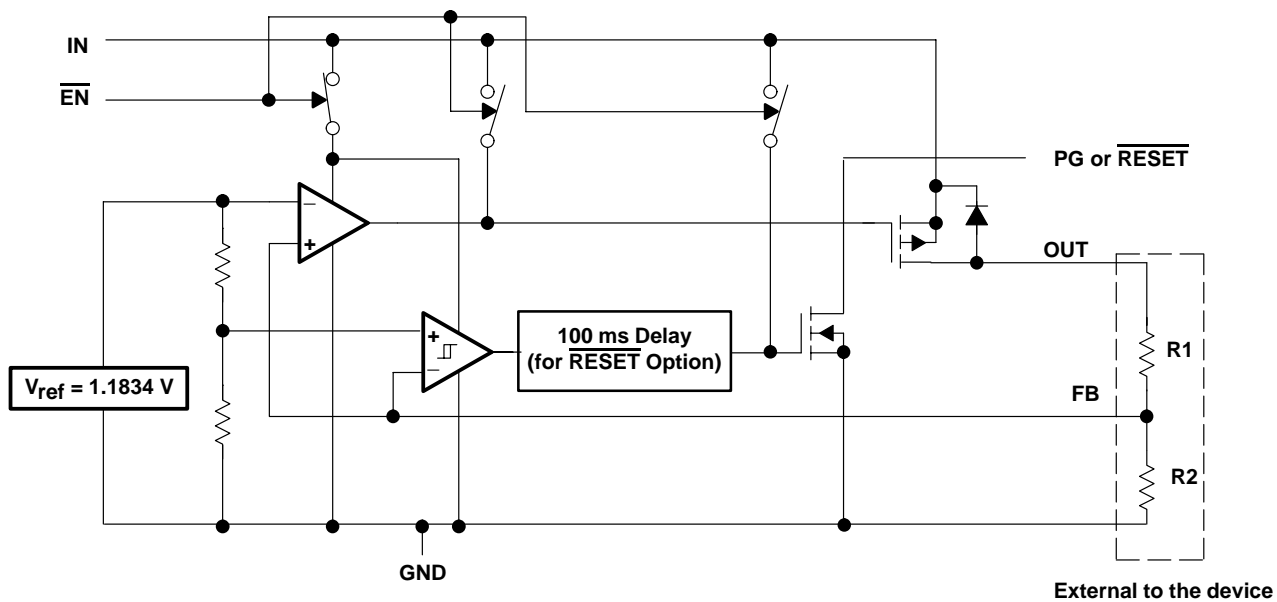 IN
EN
PG or RESET
OUT
−
+
+
−
100 ms Delay
(for RESET Option)
R1
Vref = 1.1834 V
FB
R2
GND
External to the device